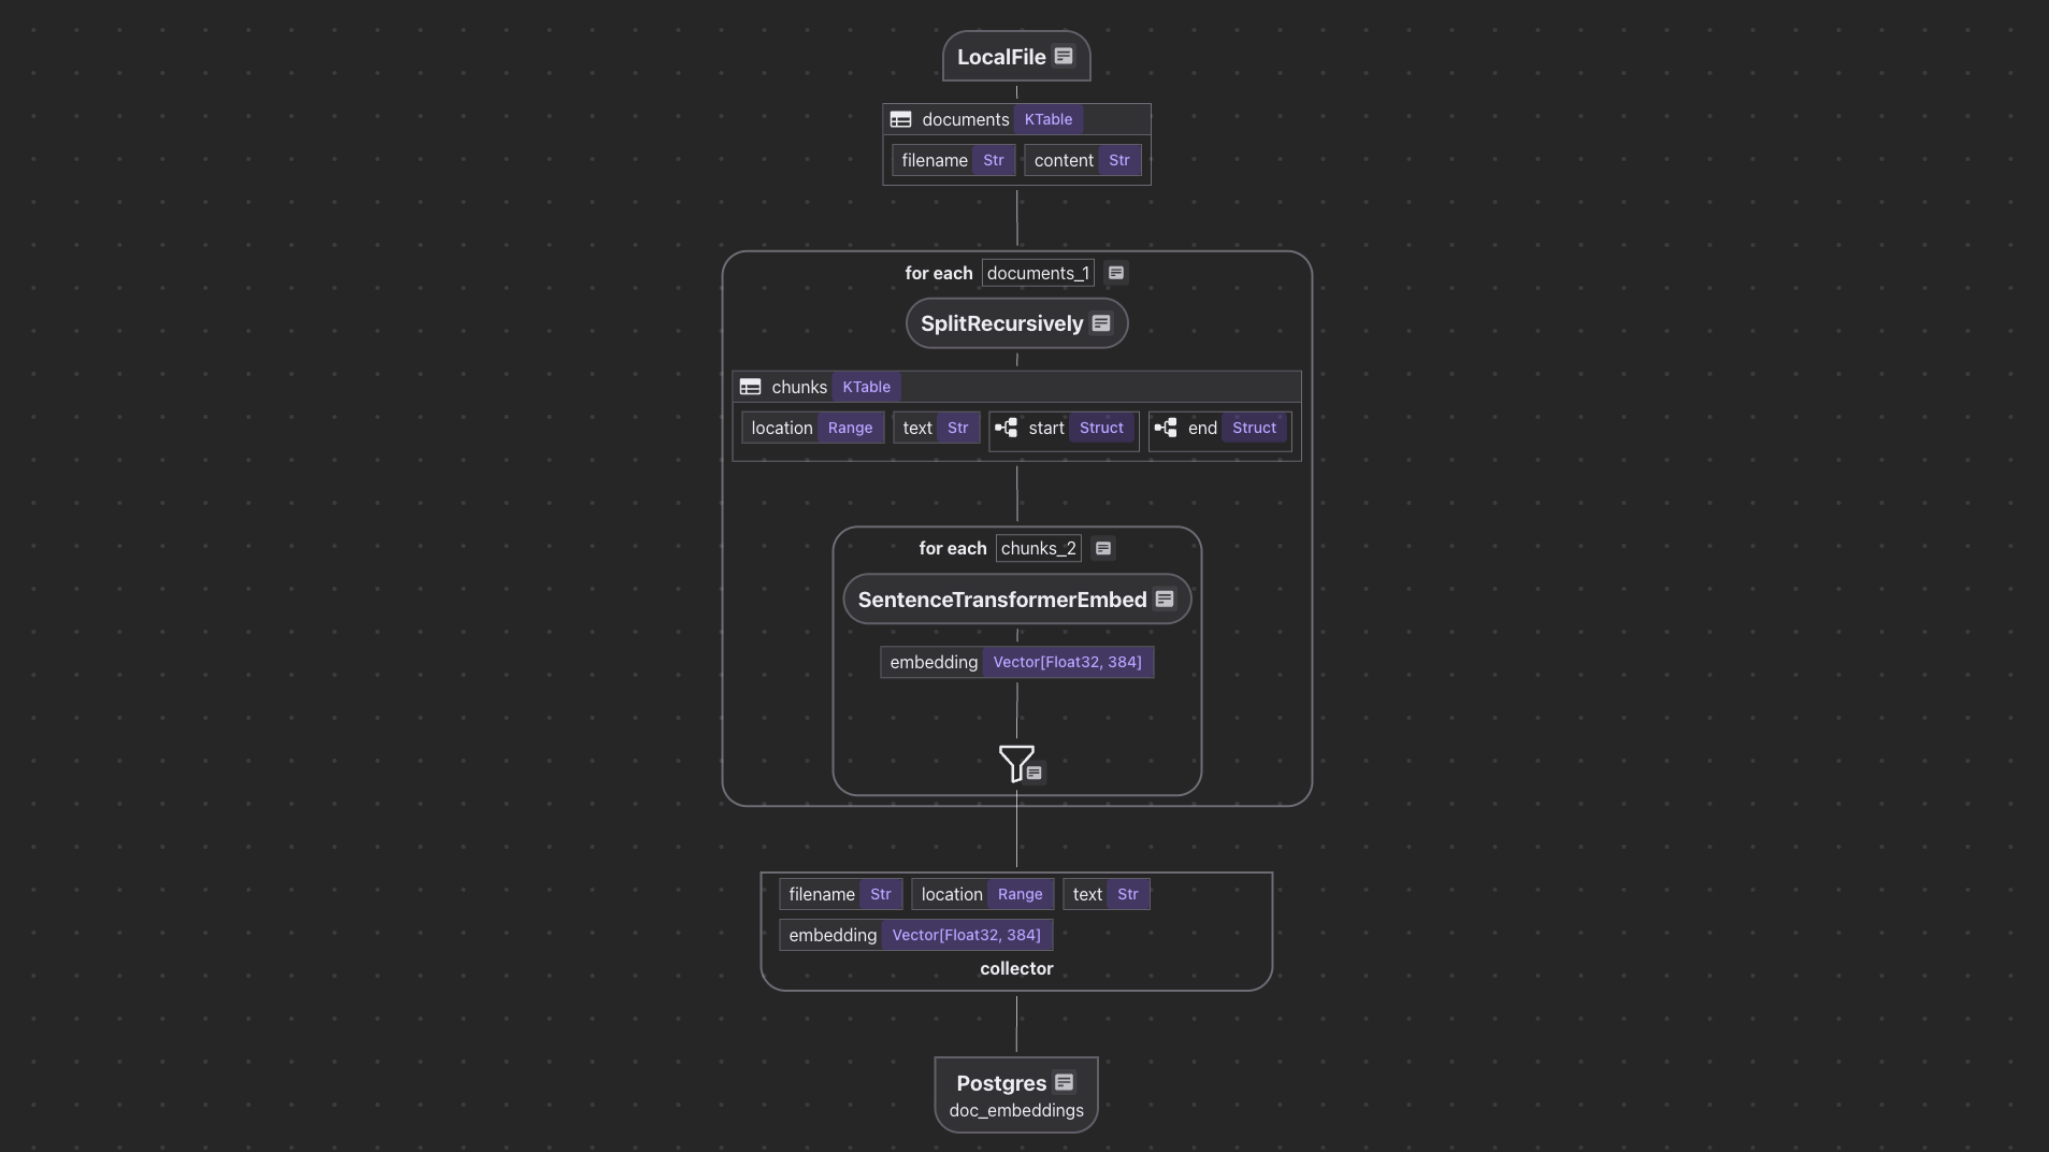 LocalFile
documents KTable
filename Str content Str
for each documents_1
SplitRecursively
chunks KTable
location Range text Str start Struct end Struct
for each chunks_2
SentenceTransformerEmbed
embedding Vector[Float32, 384]
filename Str location Range text Str
embedding Vector[Float32, 384]
collector
Postgres
doc_embeddings